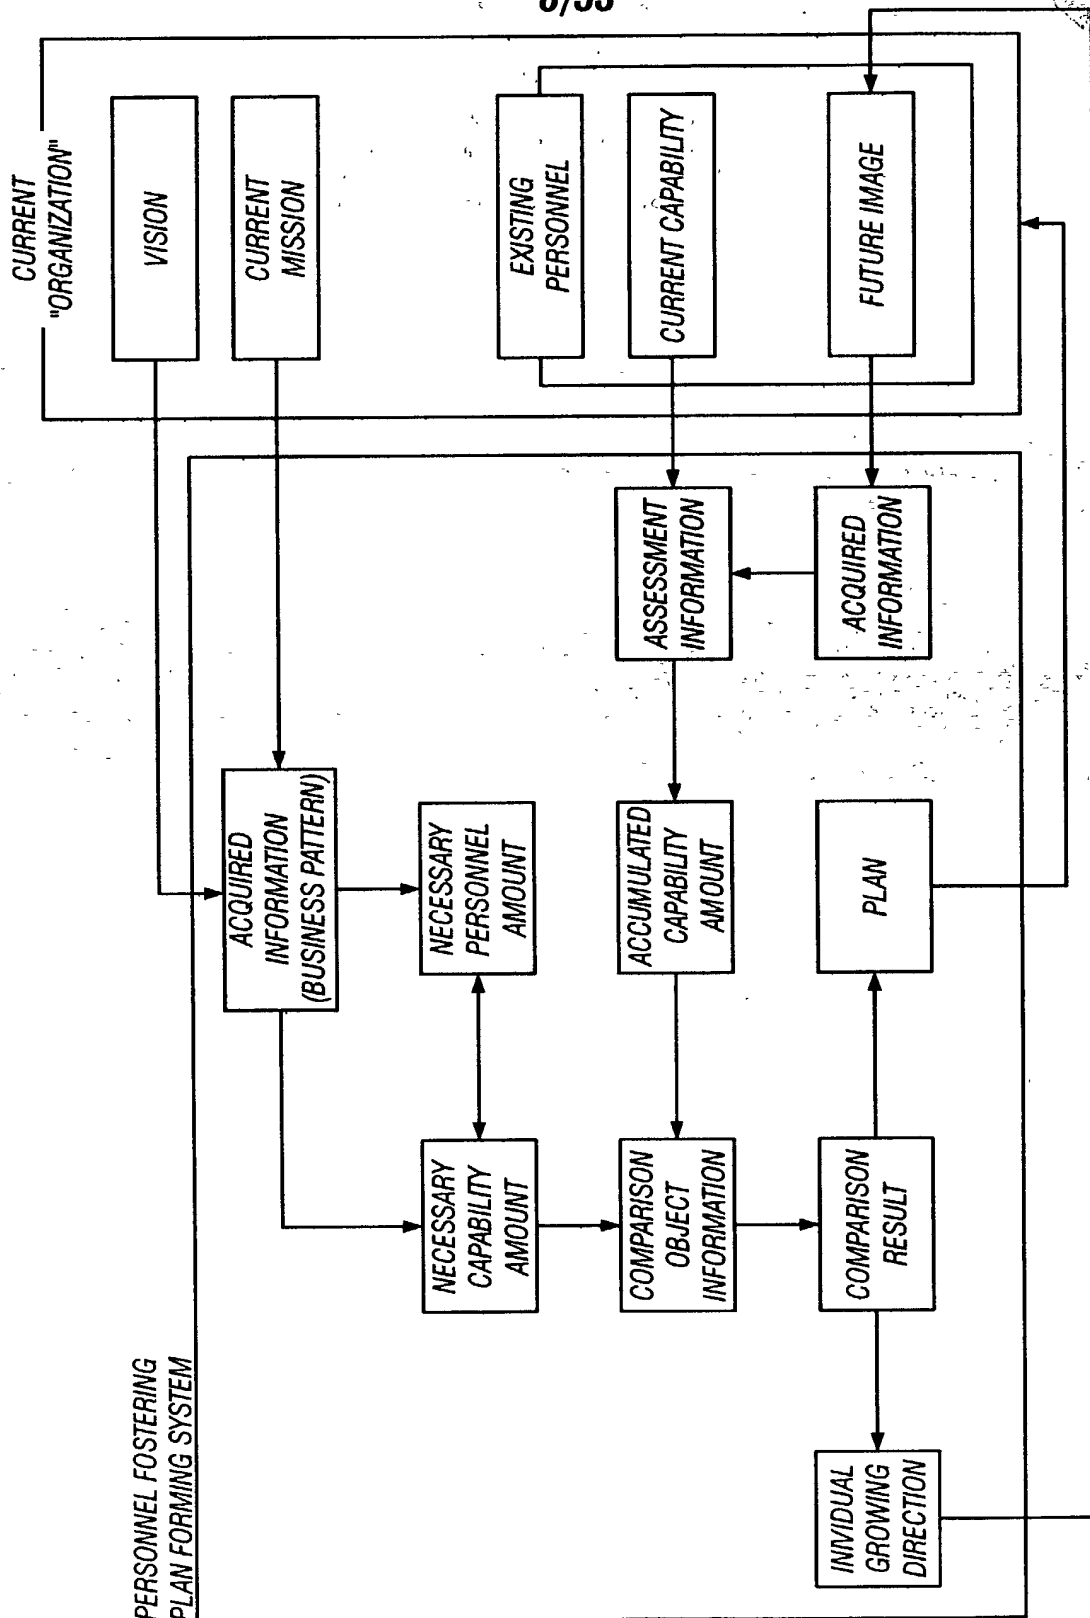 PERSONNEL FOSTERING
PLAN FORMING SYSTEM
CURRENT
"ORGANIZATION"
VISION
CURRENT
MISSION
EXISTING
PERSONNEL
CURRENT CAPABILITY
FUTURE IMAGE
ACQUIRED
INFORMATION
(BUSINESS PATTERN)
NECESSARY
PERSONNEL
AMOUNT
NECESSARY
CAPABILITY
AMOUNT
ASSESSMENT
INFORMATION
ACQUIRED
INFORMATION
ACCUMULATED
CAPABILITY
AMOUNT
COMPARISON
OBJECT
INFORMATION
COMPARISON
RESULT
PLAN
INIVIDUAL
GROWING
DIRECTION